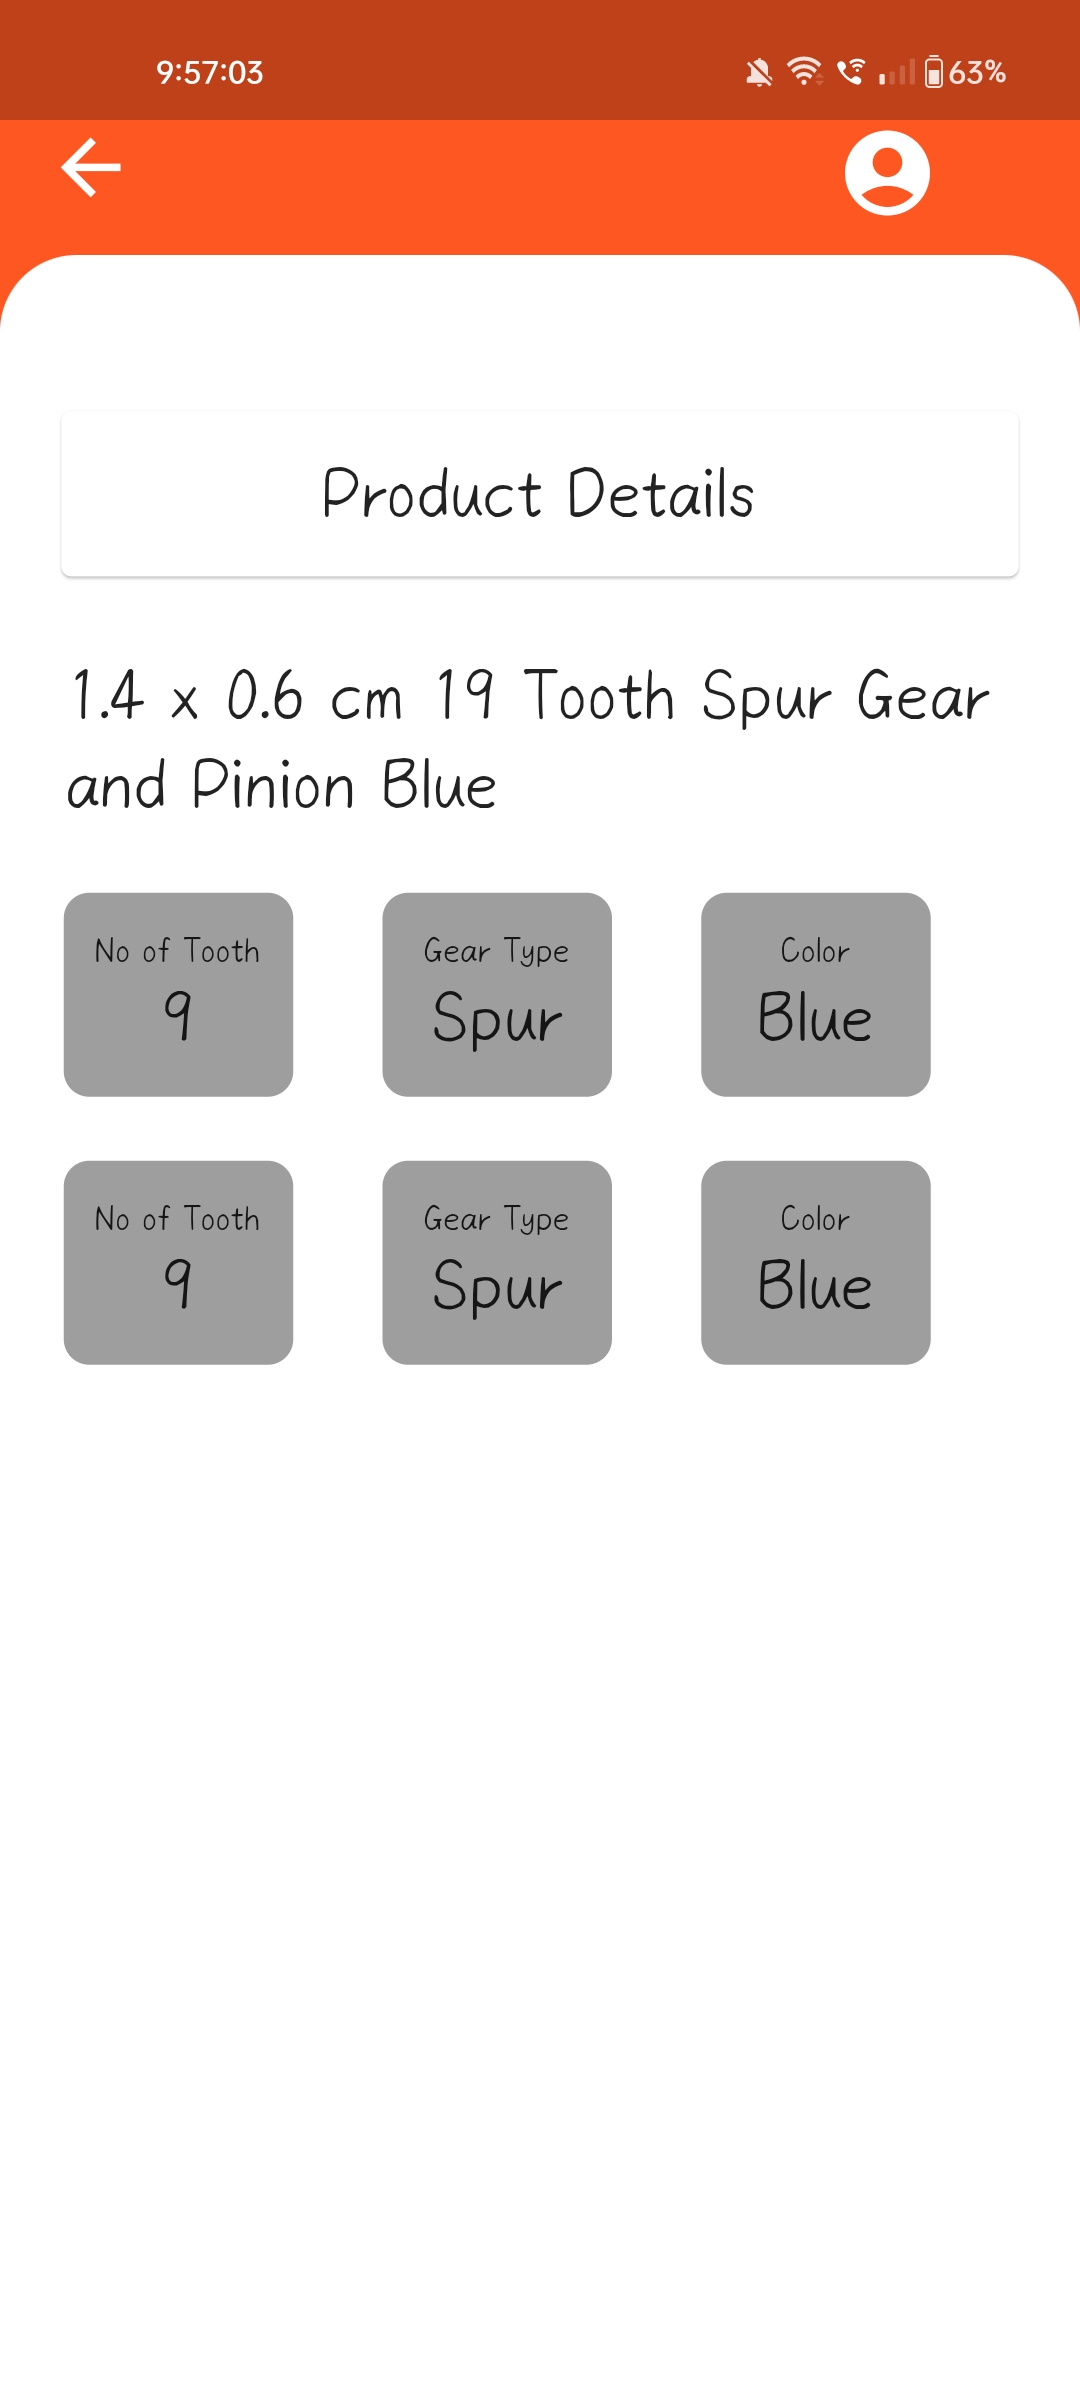 9:57:03 63%
Product Details
1.4 x 0.6 cm 19 Tooth Spur Gear
and Pinion Blue
No of Tooth Gear Type Color
9 Spur Blue
No of Tooth Gear Type Color
9 Spur Blue